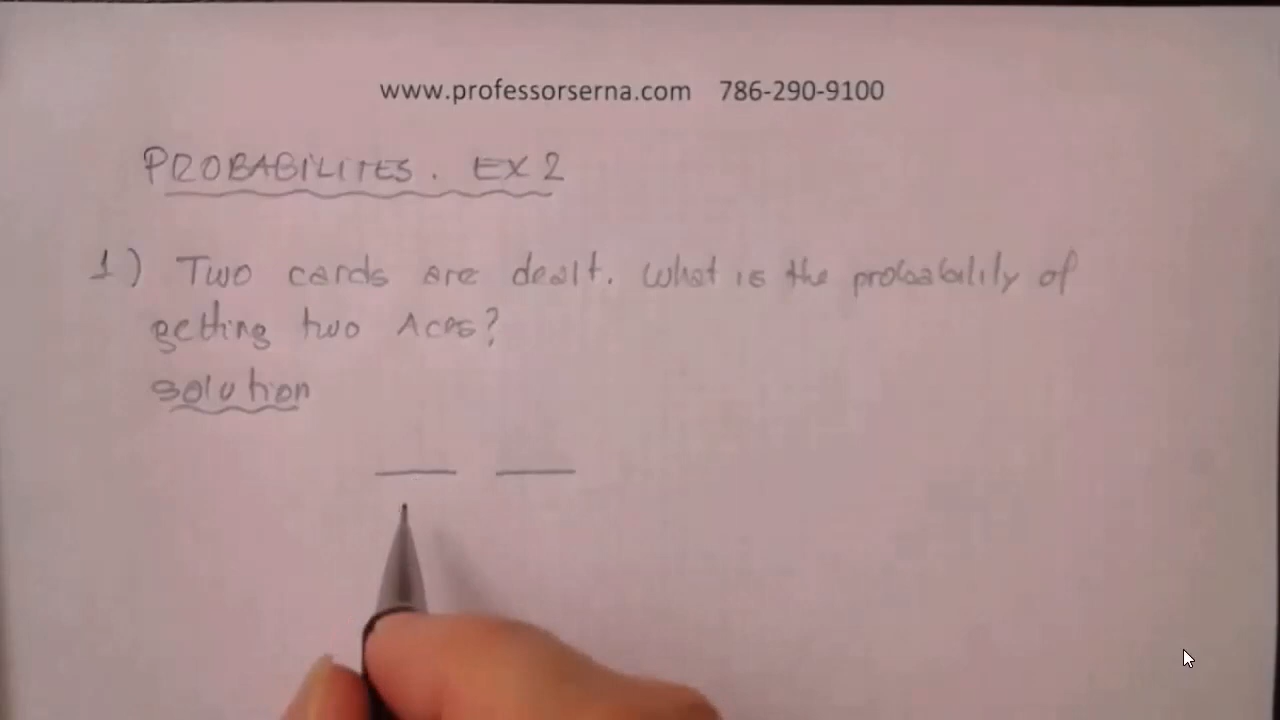 www.professorserna.com 786-290-9100
PROBABILITES. EX 2
1) Two cards are dealt. What is the probability of
getting two Aces?
solution